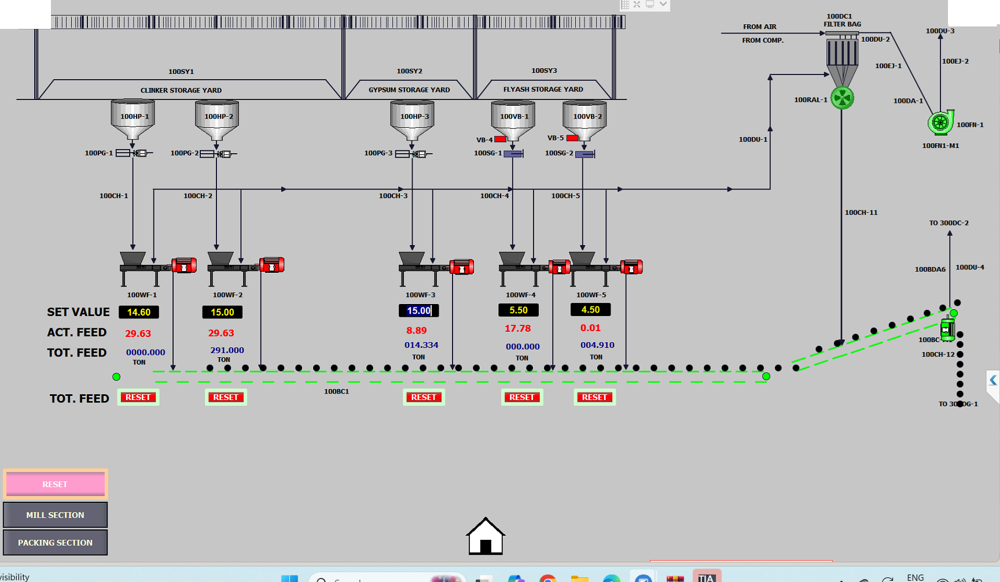 100DC1
FILTER BAG
FROM AIR
FROM COMP.
100DU-2
100DU-3
100EJ-2
100EJ-1
100SY1
100SY2
100SY3
CLINKER STORAGE YARD
GYPSUM STORAGE YARD
FLYASH STORAGE YARD
100RAL-1
100DA-1
100HP-1
100HP-2
100HP-3
100VB-1
100VB-2
100FN-1
VB-4
VB-5
100DU-1
100FN1-M1
100PG-1
100PG-2
100PG-3
100SG-1
100SG-2
100CH-1
100CH-2
100CH-3
100CH-4
100CH-5
100CH-11
TO 300DC-2
100BDA6
100DU-4
100WF-1
100WF-2
100WF-3
100WF-4
100WF-5
SET VALUE
14.60
15.00
15.00
5.50
4.50
ACT. FEED
29.63
29.63
8.89
17.78
0.01
TOT. FEED
0000.000
291.000
014.334
000.000
004.910
TON
TON
TON
TON
TON
100CH-12
100BC1
TOT. FEED
RESET
RESET
RESET
RESET
RESET
RESET
MILL SECTION
PACKING SECTION
visibility
TIA
ENG